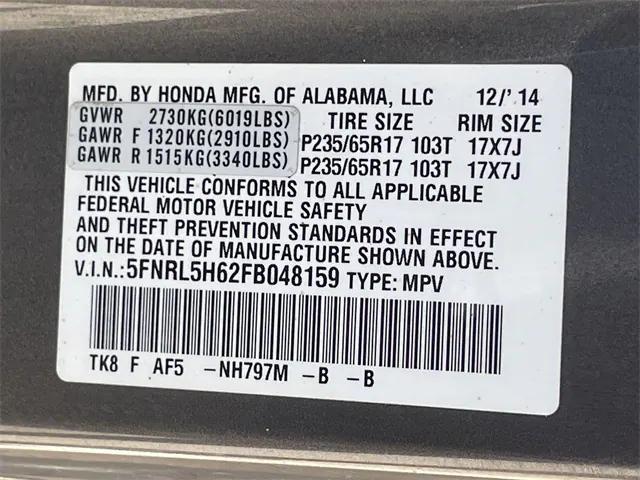 MFD. BY HONDA MFG. OF ALABAMA, LLC 12/'14
GVWR 2730KG(6019LBS) TIRE SIZE RIM SIZE
GAWR F 1320KG(2910LBS) P235/65R17 103T 17X7J
GAWR R 1515KG(3340LBS) P235/65R17 103T 17X7J
THIS VEHICLE CONFORMS TO ALL APPLICABLE
FEDERAL MOTOR VEHICLE SAFETY
AND THEFT PREVENTION STANDARDS IN EFFECT
ON THE DATE OF MANUFACTURE SHOWN ABOVE.
V.I.N.:5FNRL5H62FB048159 TYPE: MPV
TK8 F AF5 -NH797M -B -B